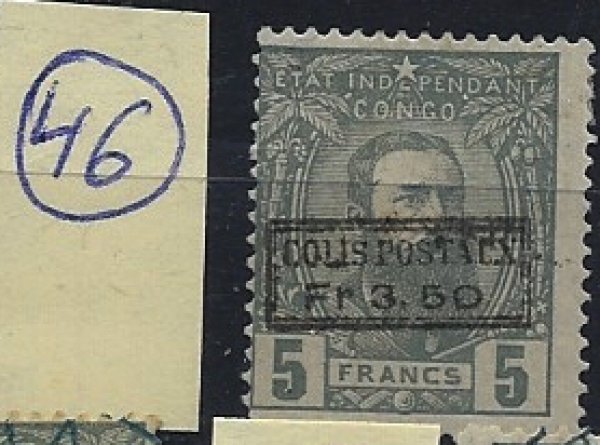 46
ETAT INDEPENDANT
CONGO
COLIS POSTAUX
Fr 3.50
5 FRANCS 5